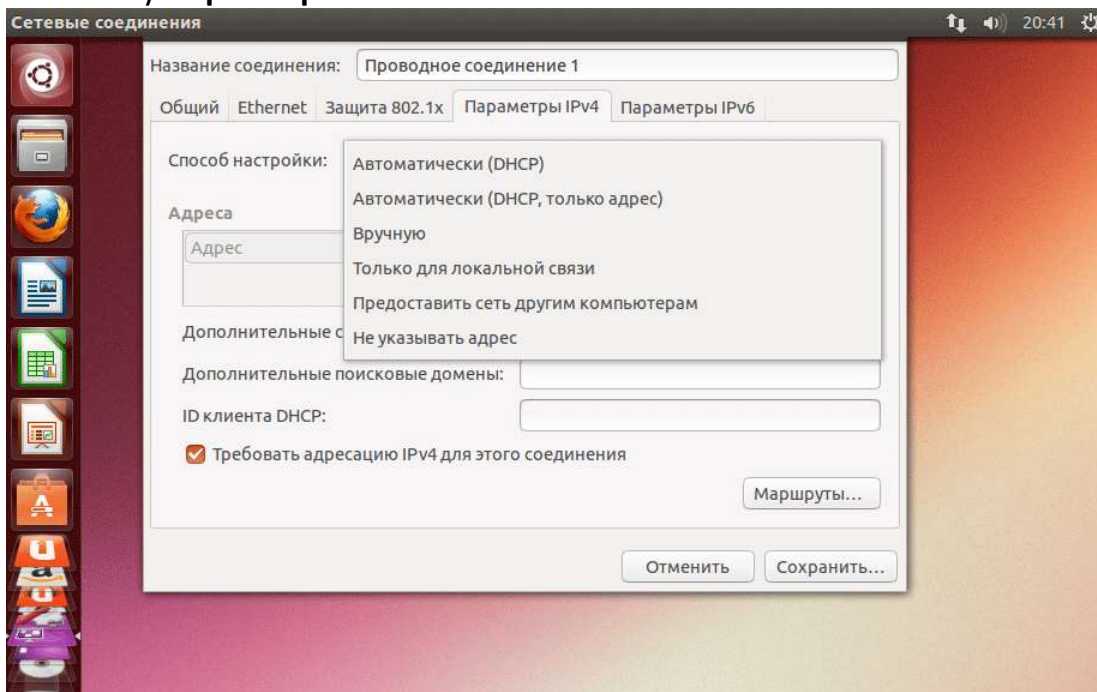 Сетевые соединения 20:41
Название соединения: Проводное соединение 1
Общий Ethernet Защита 802.1x Параметры IPv4 Параметры IPv6
Способ настройки:
Автоматически (DHCP)
Автоматически (DHCP, только адрес)
Адреса
Вручную
Адрес
Только для локальной связи
Предоставить сеть другим компьютерам
Дополнительные с
Не указывать адрес
Дополнительные поисковые домены:
ID клиента DHCP:
Требовать адресацию IPv4 для этого соединения
Маршруты...
Отменить Сохранить...